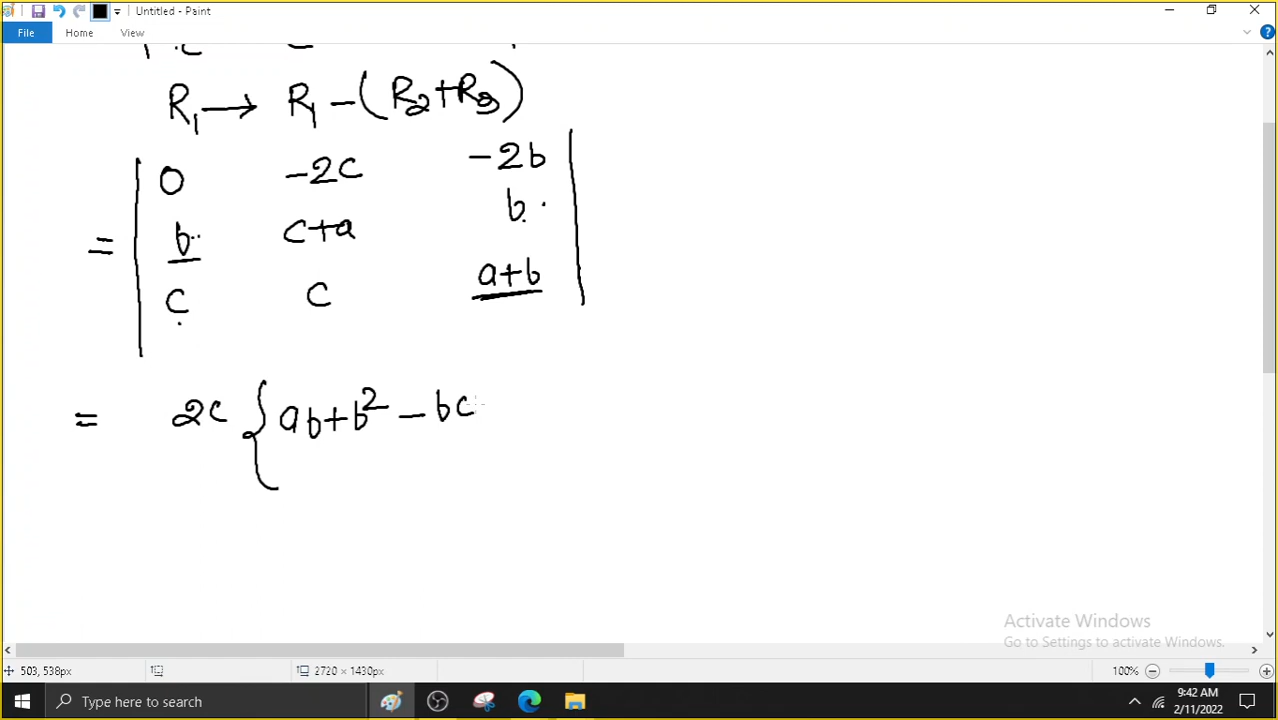 Untitled - Paint
File Home View
R1 → R1 - (R2+R3)
0 -2c -2b
= b c+a b
c c a+b
= 2c { ab+b² - bc
Activate Windows
Go to Settings to activate Windows.
503, 538px 2720 × 1430px 100%
Type here to search 9:42 AM
2/11/2022